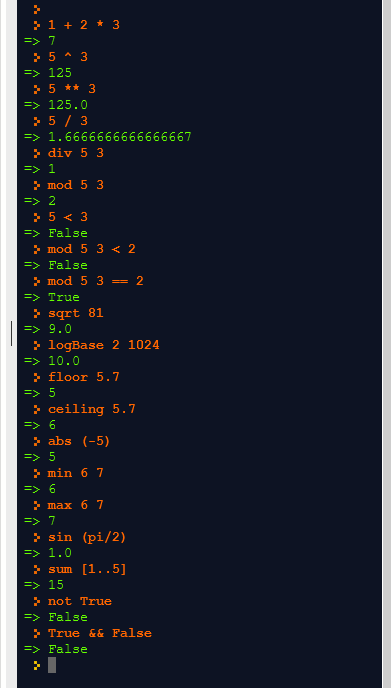 >
> 1 + 2 * 3
=> 7
> 5 ^ 3
=> 125
> 5 ** 3
=> 125.0
> 5 / 3
=> 1.6666666666666667
> div 5 3
=> 1
> mod 5 3
=> 2
> 5 < 3
=> False
> mod 5 3 < 2
=> False
> mod 5 3 == 2
=> True
> sqrt 81
=> 9.0
> logBase 2 1024
=> 10.0
> floor 5.7
=> 5
> ceiling 5.7
=> 6
> abs (-5)
=> 5
> min 6 7
=> 6
> max 6 7
=> 7
> sin (pi/2)
=> 1.0
> sum [1..5]
=> 15
> not True
=> False
> True && False
=> False
>